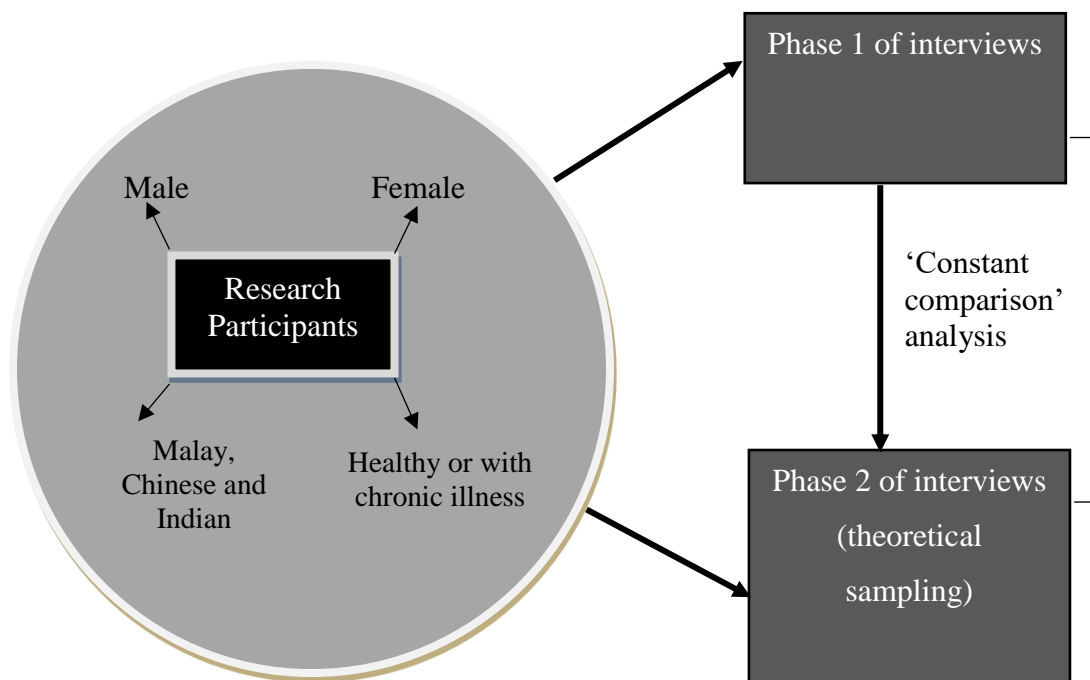 Phase 1 of interviews
Male
Female
Research
Participants
‘Constant
comparison’
analysis
Malay,
Chinese and
Indian
Healthy or with
chronic illness
Phase 2 of interviews
(theoretical
sampling)